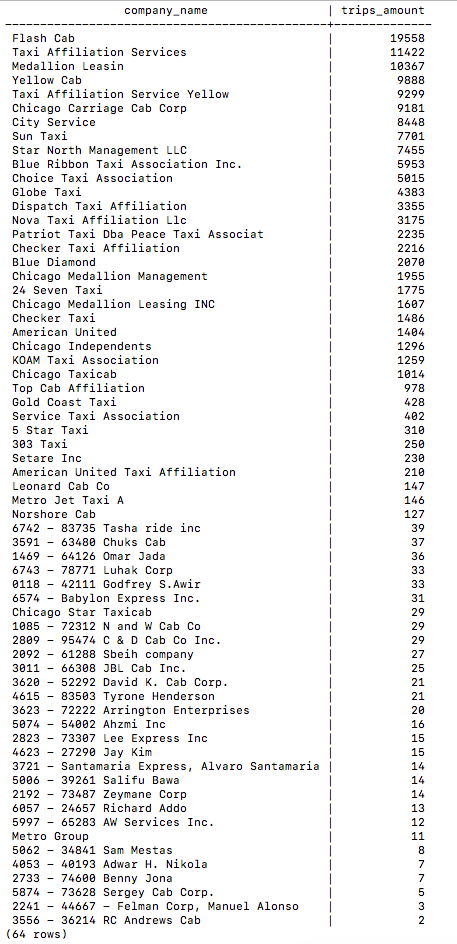 company_name | trips_amount
Flash Cab | 19558
Taxi Affiliation Services | 11422
Medallion Leasin | 10367
Yellow Cab | 9888
Taxi Affiliation Service Yellow | 9299
Chicago Carriage Cab Corp | 9181
City Service | 8448
Sun Taxi | 7701
Star North Management LLC | 7455
Blue Ribbon Taxi Association Inc. | 5953
Choice Taxi Association | 5015
Globe Taxi | 4383
Dispatch Taxi Affiliation | 3355
Nova Taxi Affiliation Llc | 3175
Patriot Taxi Dba Peace Taxi Associat | 2235
Checker Taxi Affiliation | 2216
Blue Diamond | 2070
Chicago Medallion Management | 1955
24 Seven Taxi | 1775
Chicago Medallion Leasing INC | 1607
Checker Taxi | 1486
American United | 1404
Chicago Independents | 1296
KOAM Taxi Association | 1259
Chicago Taxicab | 1014
Top Cab Affiliation | 978
Gold Coast Taxi | 428
Service Taxi Association | 402
5 Star Taxi | 310
303 Taxi | 250
Setare Inc | 230
American United Taxi Affiliation | 210
Leonard Cab Co | 147
Metro Jet Taxi A | 146
Norshore Cab | 127
6742 - 83735 Tasha ride inc | 39
3591 - 63480 Chuks Cab | 37
1469 - 64126 Omar Jada | 36
6743 - 78771 Luhak Corp | 33
0118 - 42111 Godfrey S.Awir | 33
6574 - Babylon Express Inc. | 31
Chicago Star Taxicab | 29
1085 - 72312 N and W Cab Co | 29
2809 - 95474 C & D Cab Co Inc. | 29
2092 - 61288 Sbeih company | 27
3011 - 66308 JBL Cab Inc. | 25
3620 - 52292 David K. Cab Corp. | 21
4615 - 83503 Tyrone Henderson | 21
3623 - 72222 Arrington Enterprises | 20
5074 - 54002 Ahzmi Inc | 16
2823 - 73307 Lee Express Inc | 15
4623 - 27290 Jay Kim | 15
3721 - Santamaria Express, Alvaro Santamaria | 14
5006 - 39261 Salifu Bawa | 14
2192 - 73487 Zeymane Corp | 14
6057 - 24657 Richard Addo | 13
5997 - 65283 AW Services Inc. | 12
Metro Group | 11
5062 - 34841 Sam Mestas | 8
4053 - 40193 Adwar H. Nikola | 7
2733 - 74600 Benny Jona | 7
5874 - 73628 Sergey Cab Corp. | 5
2241 - 44667 - Felman Corp, Manuel Alonso | 3
3556 - 36214 RC Andrews Cab | 2
(64 rows)